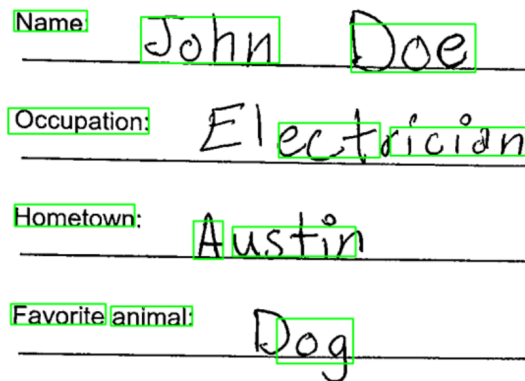 Name: John Doe
Occupation: Electrician
Hometown: Austin
Favorite animal: Dog